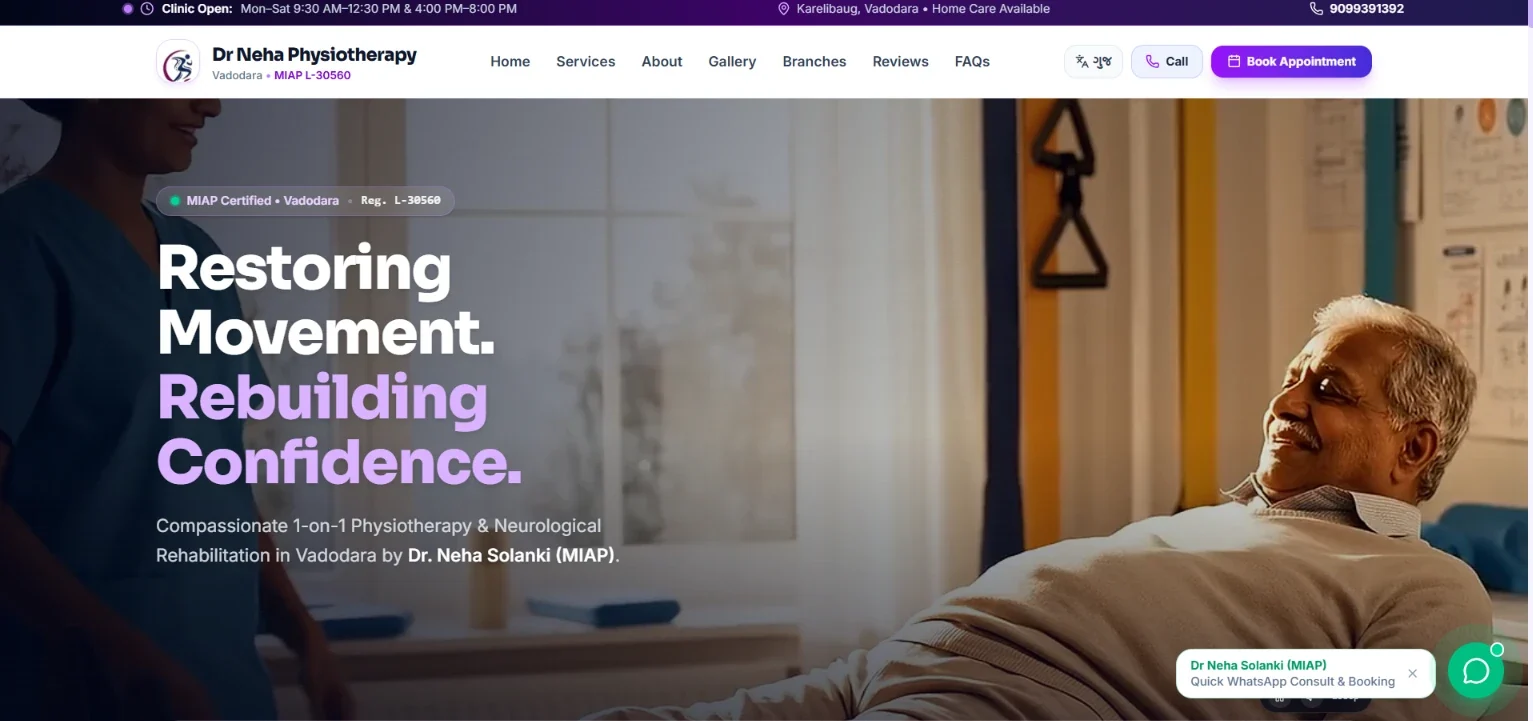 Clinic Open: Mon–Sat 9:30 AM–12:30 PM & 4:00 PM–8:00 PM
Karelibaug, Vadodara • Home Care Available
9099391392
Dr Neha Physiotherapy
Vadodara • MIAP L-30560
Home
Services
About
Gallery
Branches
Reviews
FAQs
ગુજ
Call
Book Appointment
MIAP Certified • Vadodara • Reg. L-30560
Restoring
Movement.
Rebuilding
Confidence.
Compassionate 1-on-1 Physiotherapy & Neurological
Rehabilitation in Vadodara by Dr. Neha Solanki (MIAP).
Dr Neha Solanki (MIAP)
Quick WhatsApp Consult & Booking